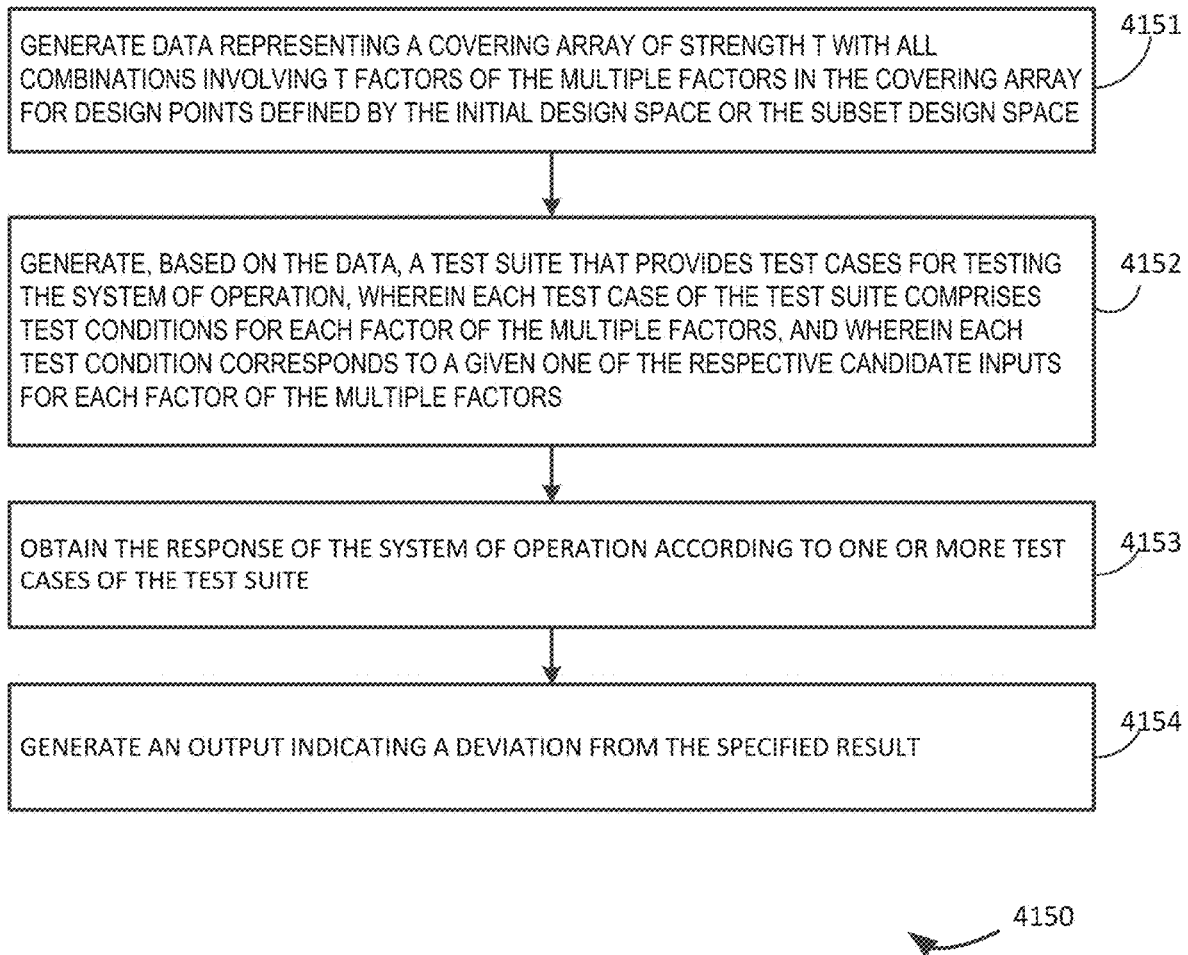 GENERATE DATA REPRESENTING A COVERING ARRAY OF STRENGTH T WITH ALL
COMBINATIONS INVOLVING T FACTORS OF THE MULTIPLE FACTORS IN THE COVERING ARRAY
FOR DESIGN POINTS DEFINED BY THE INITIAL DESIGN SPACE OR THE SUBSET DESIGN SPACE
4151
GENERATE, BASED ON THE DATA, A TEST SUITE THAT PROVIDES TEST CASES FOR TESTING
THE SYSTEM OF OPERATION, WHEREIN EACH TEST CASE OF THE TEST SUITE COMPRISES
TEST CONDITIONS FOR EACH FACTOR OF THE MULTIPLE FACTORS, AND WHEREIN EACH
TEST CONDITION CORRESPONDS TO A GIVEN ONE OF THE RESPECTIVE CANDIDATE INPUTS
FOR EACH FACTOR OF THE MULTIPLE FACTORS
4152
OBTAIN THE RESPONSE OF THE SYSTEM OF OPERATION ACCORDING TO ONE OR MORE TEST
CASES OF THE TEST SUITE
4153
GENERATE AN OUTPUT INDICATING A DEVIATION FROM THE SPECIFIED RESULT
4154
4150